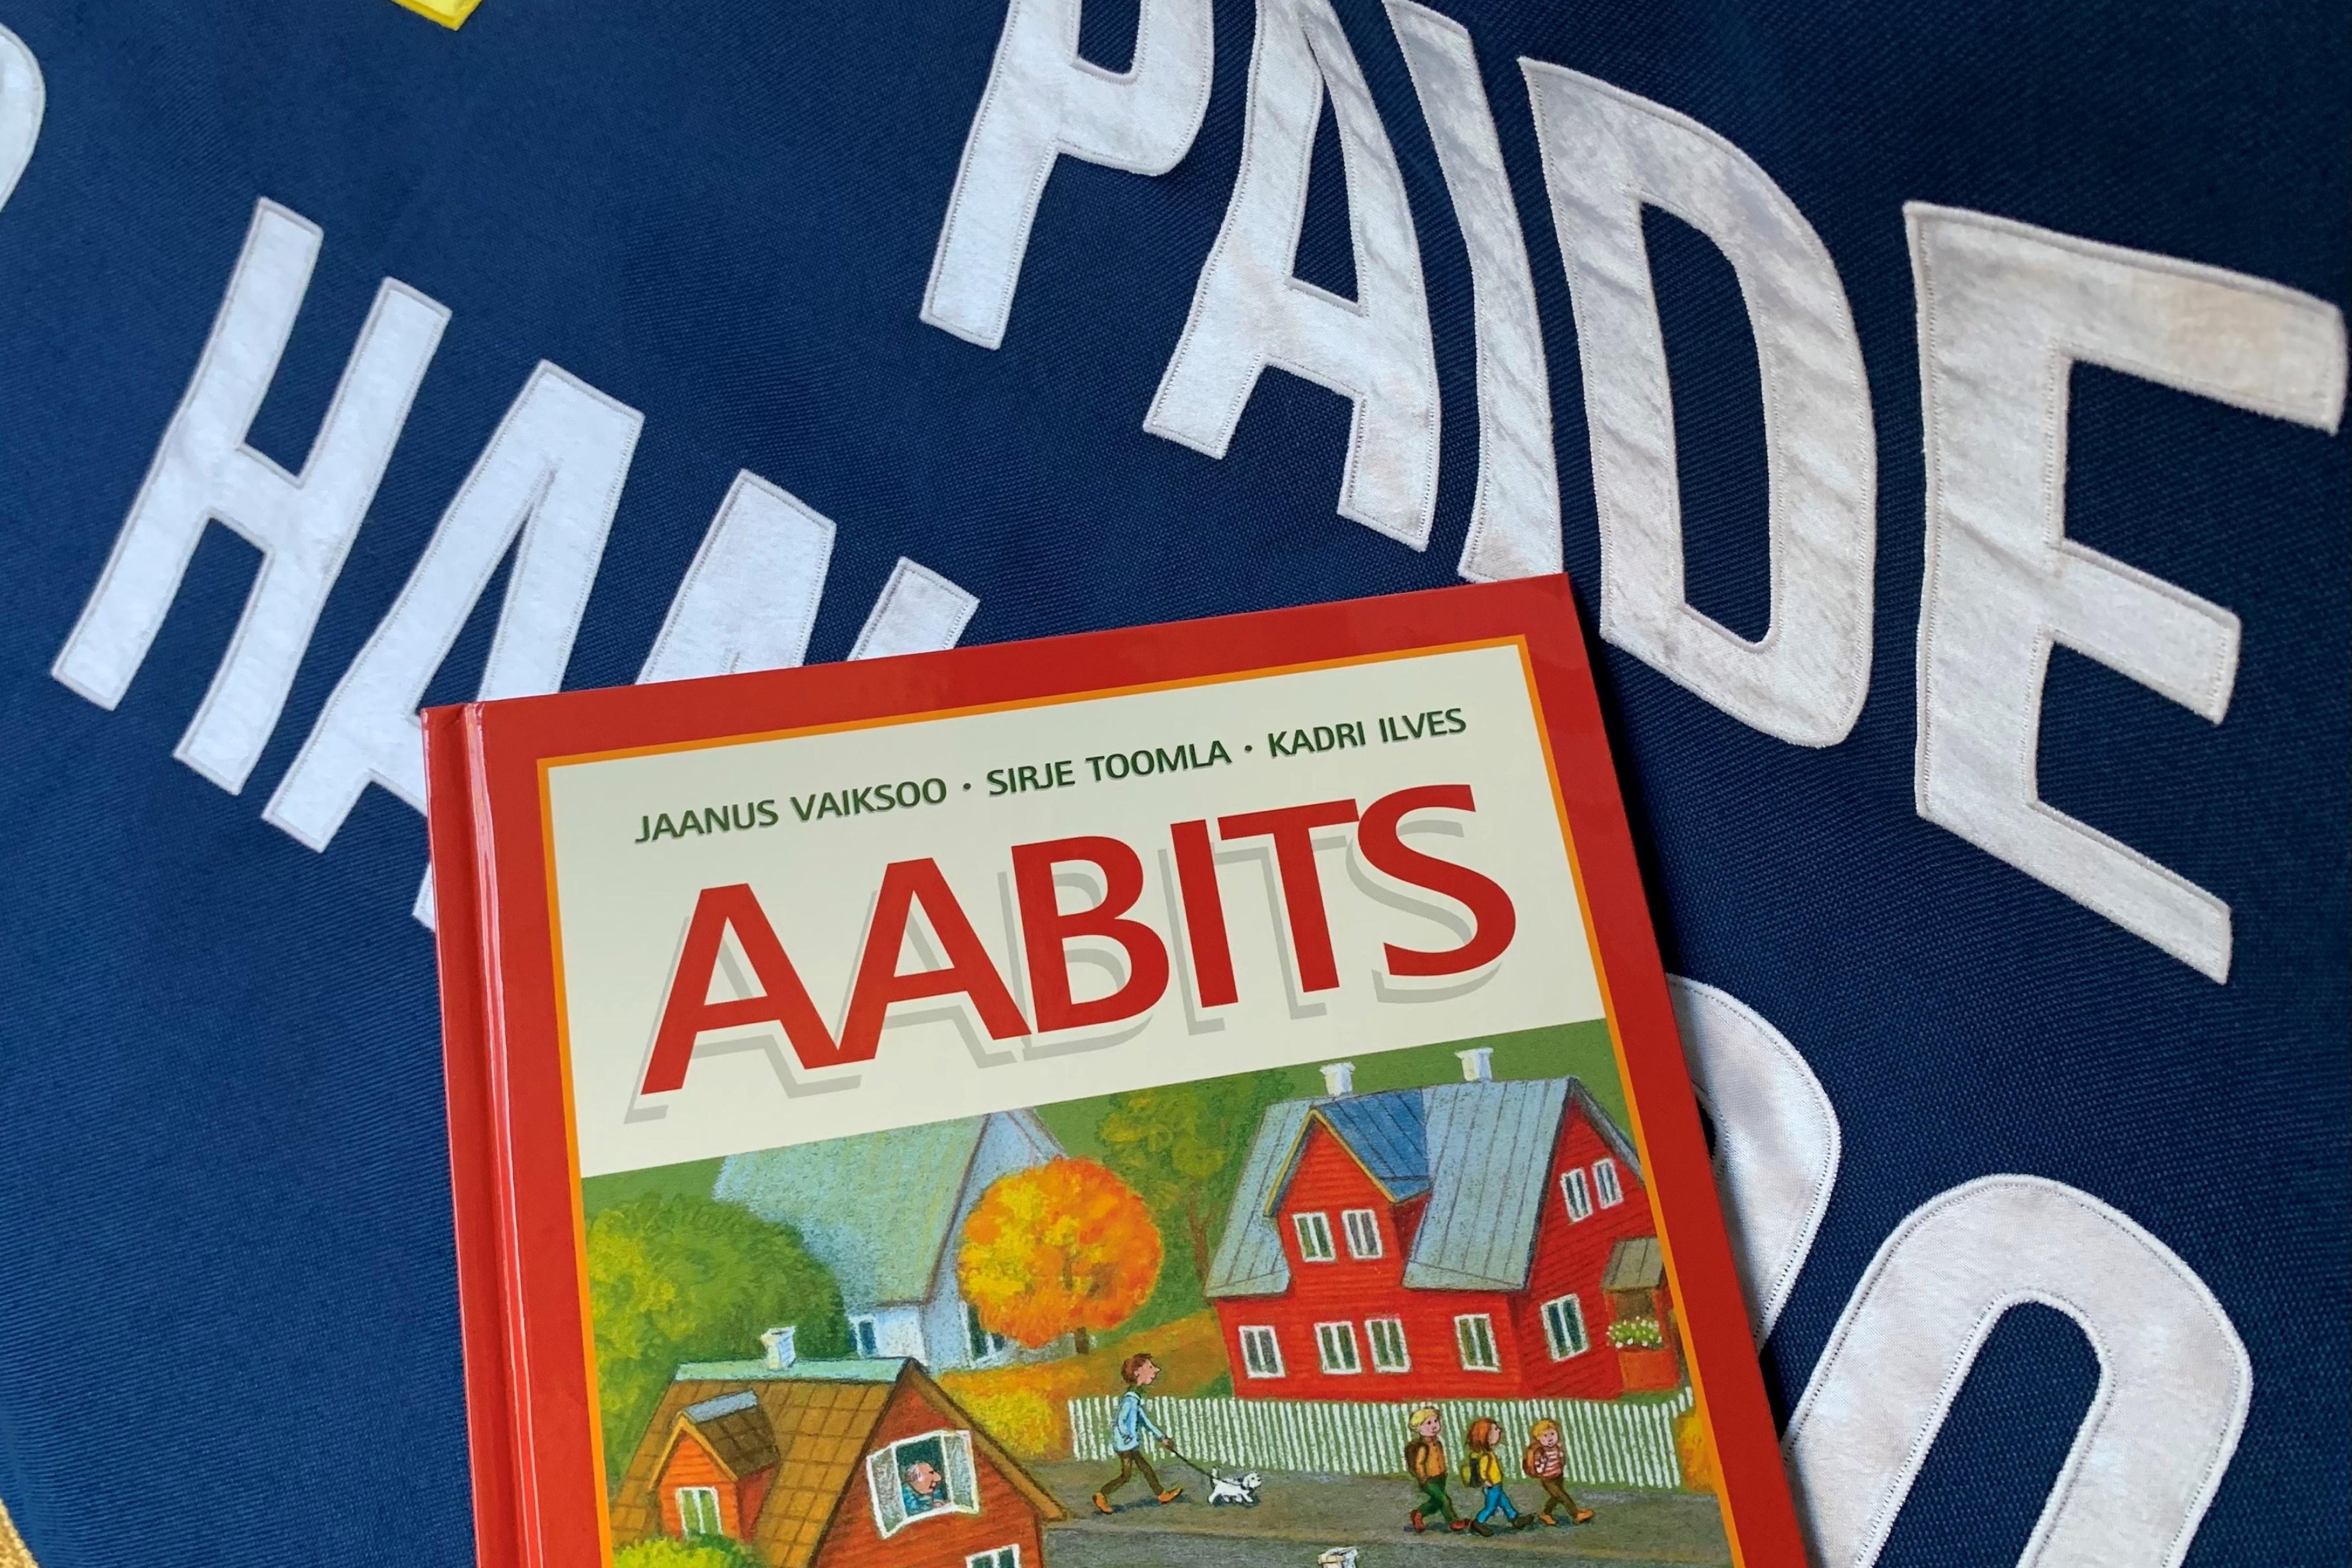 PAIDE
JAANUS VAIKSOO • SIRJE TOOMLA • KADRI ILVES
AABITS